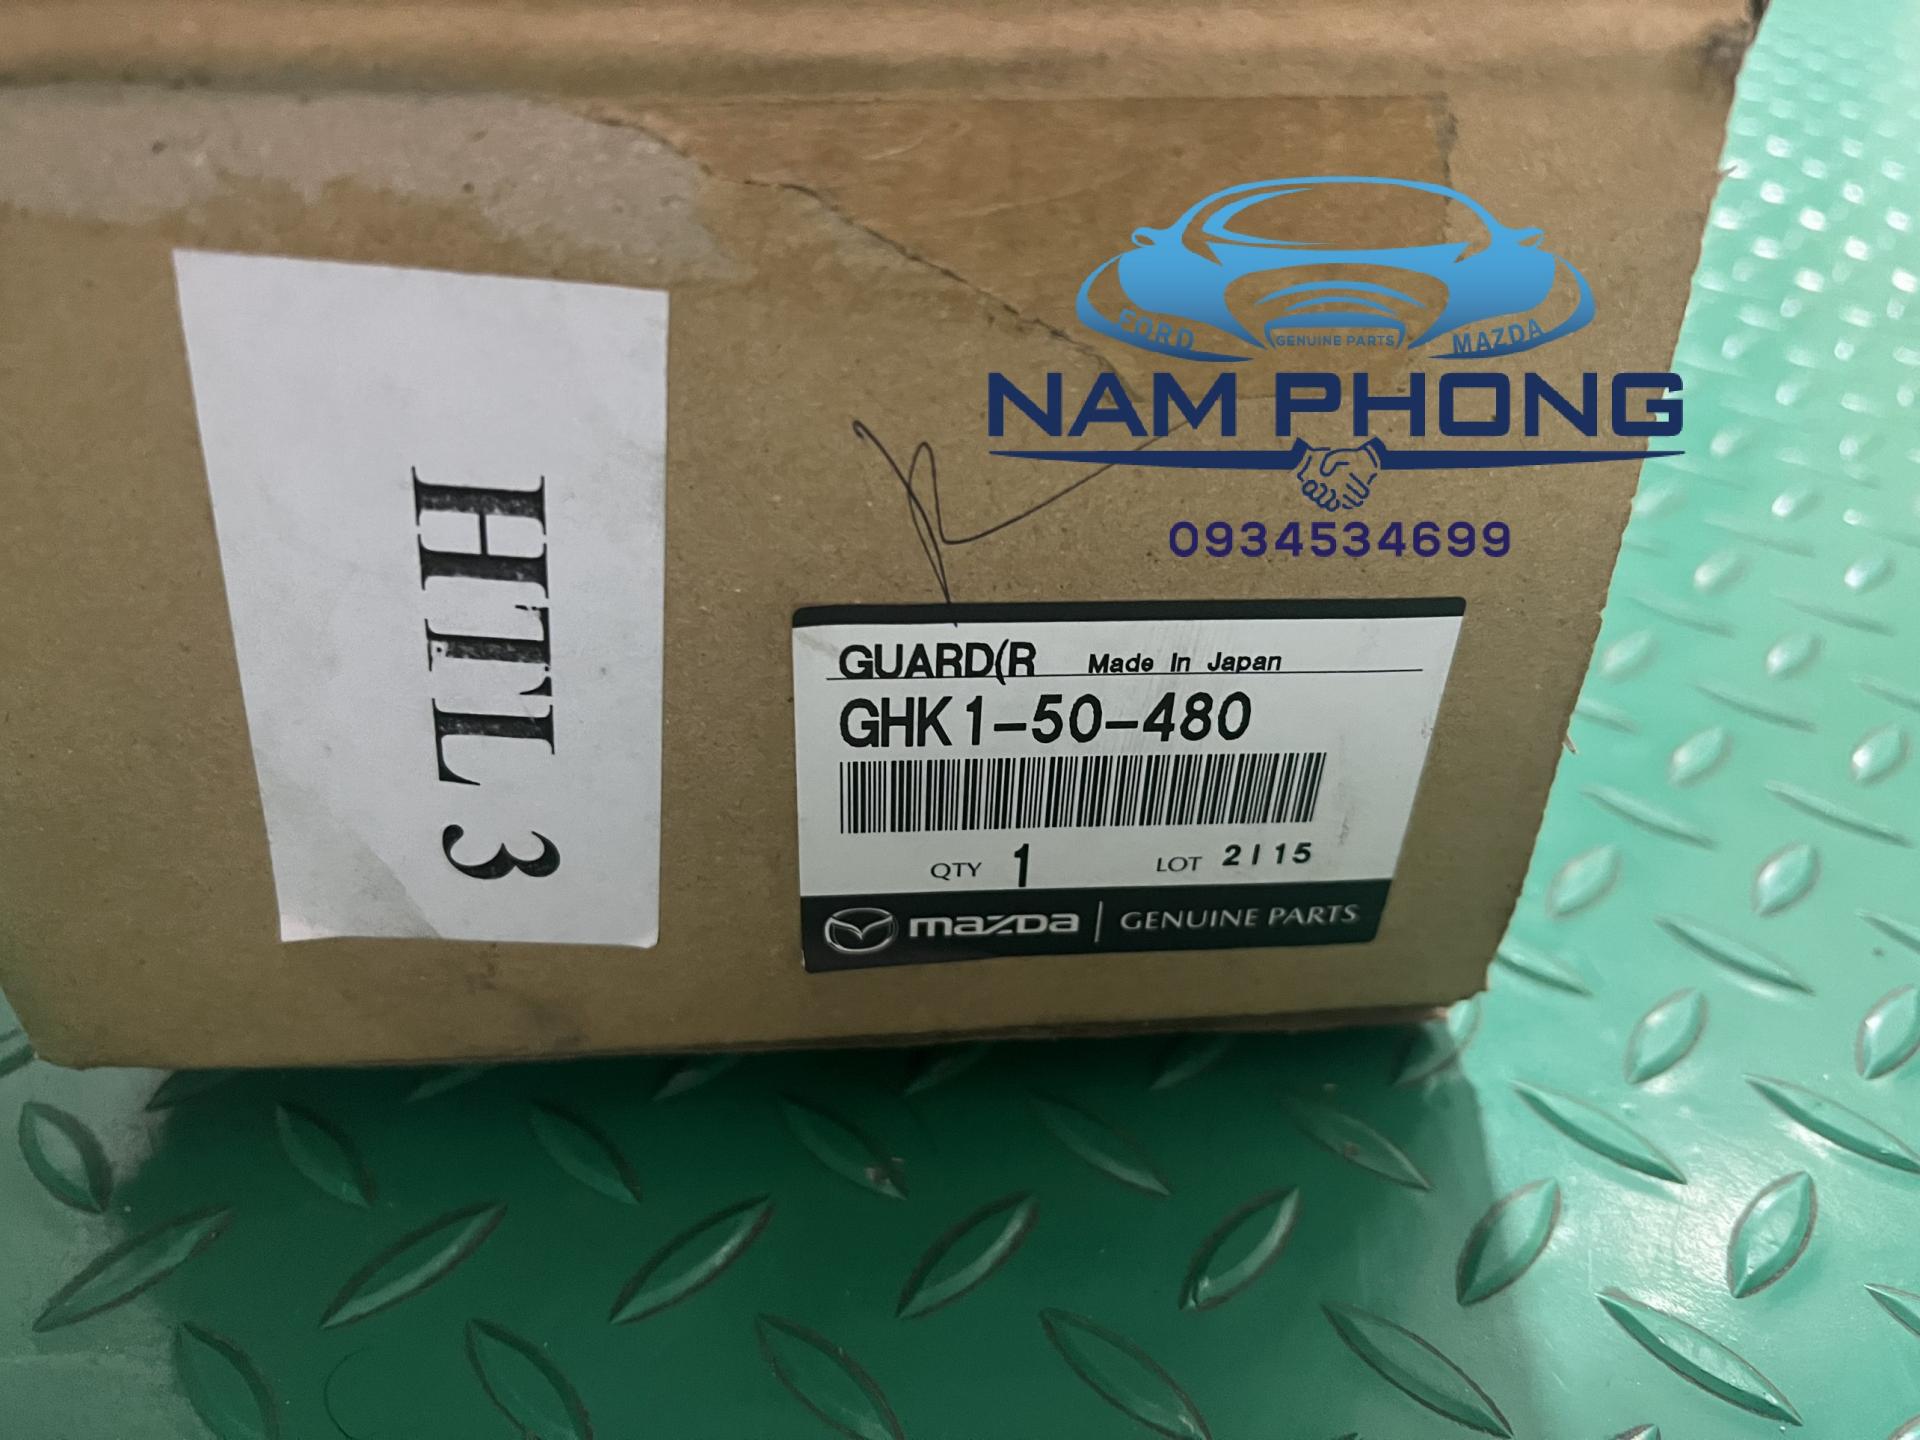 FORD
GENUINE PARTS
MAZDA
NAM PHONG
0934534699
HTL 3
GUARD(R Made In Japan
GHK1-50-480
QTY 1 LOT 2115
mazda | GENUINE PARTS